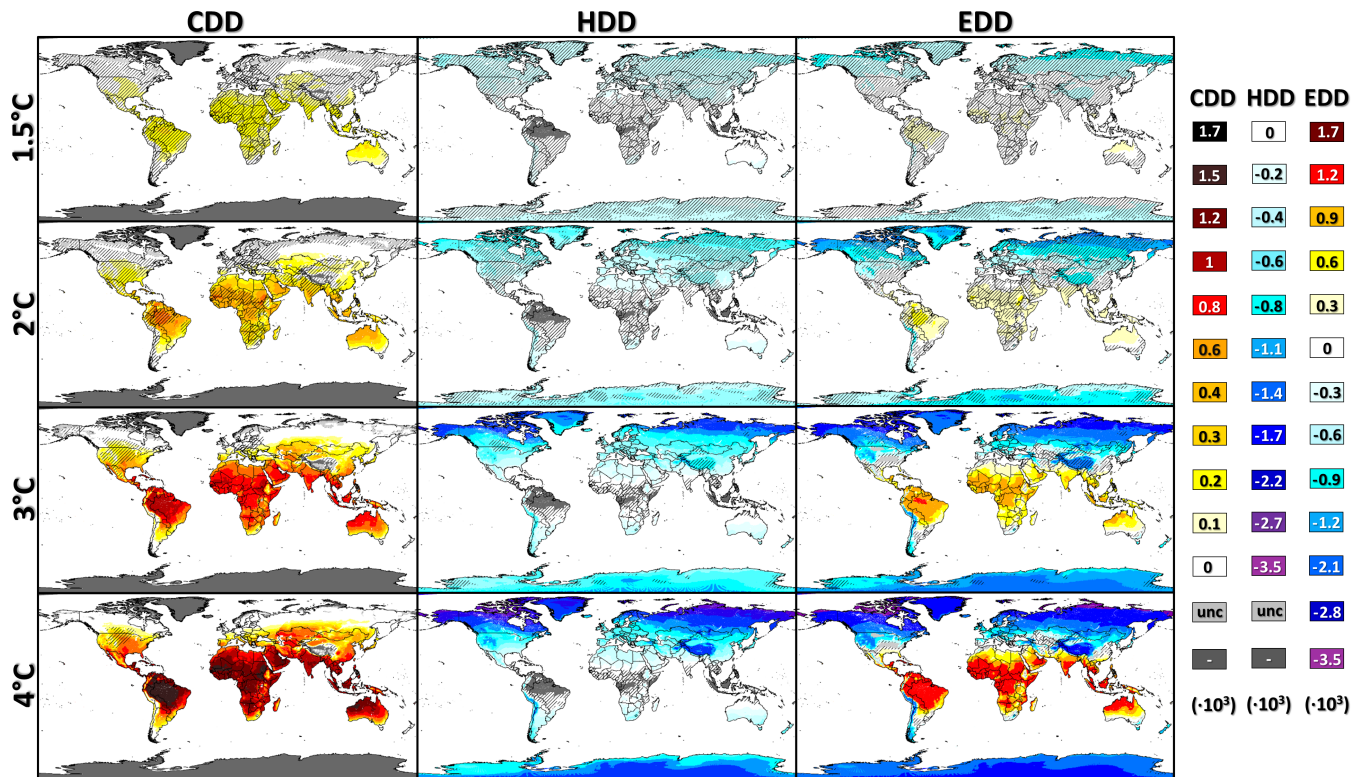 CDD HDD EDD
1.5°C
2°C
3°C
4°C
CDD HDD EDD
1.7 0 1.7
1.5 -0.2 1.2
1.2 -0.4 0.9
1 -0.6 0.6
0.8 -0.8 0.3
0.6 -1.1 0
0.4 -1.4 -0.3
0.3 -1.7 -0.6
0.2 -2.2 -0.9
0.1 -2.7 -1.2
0 -3.5 -2.1
unc unc -2.8
- - -3.5
(·10³) (·10³) (·10³)